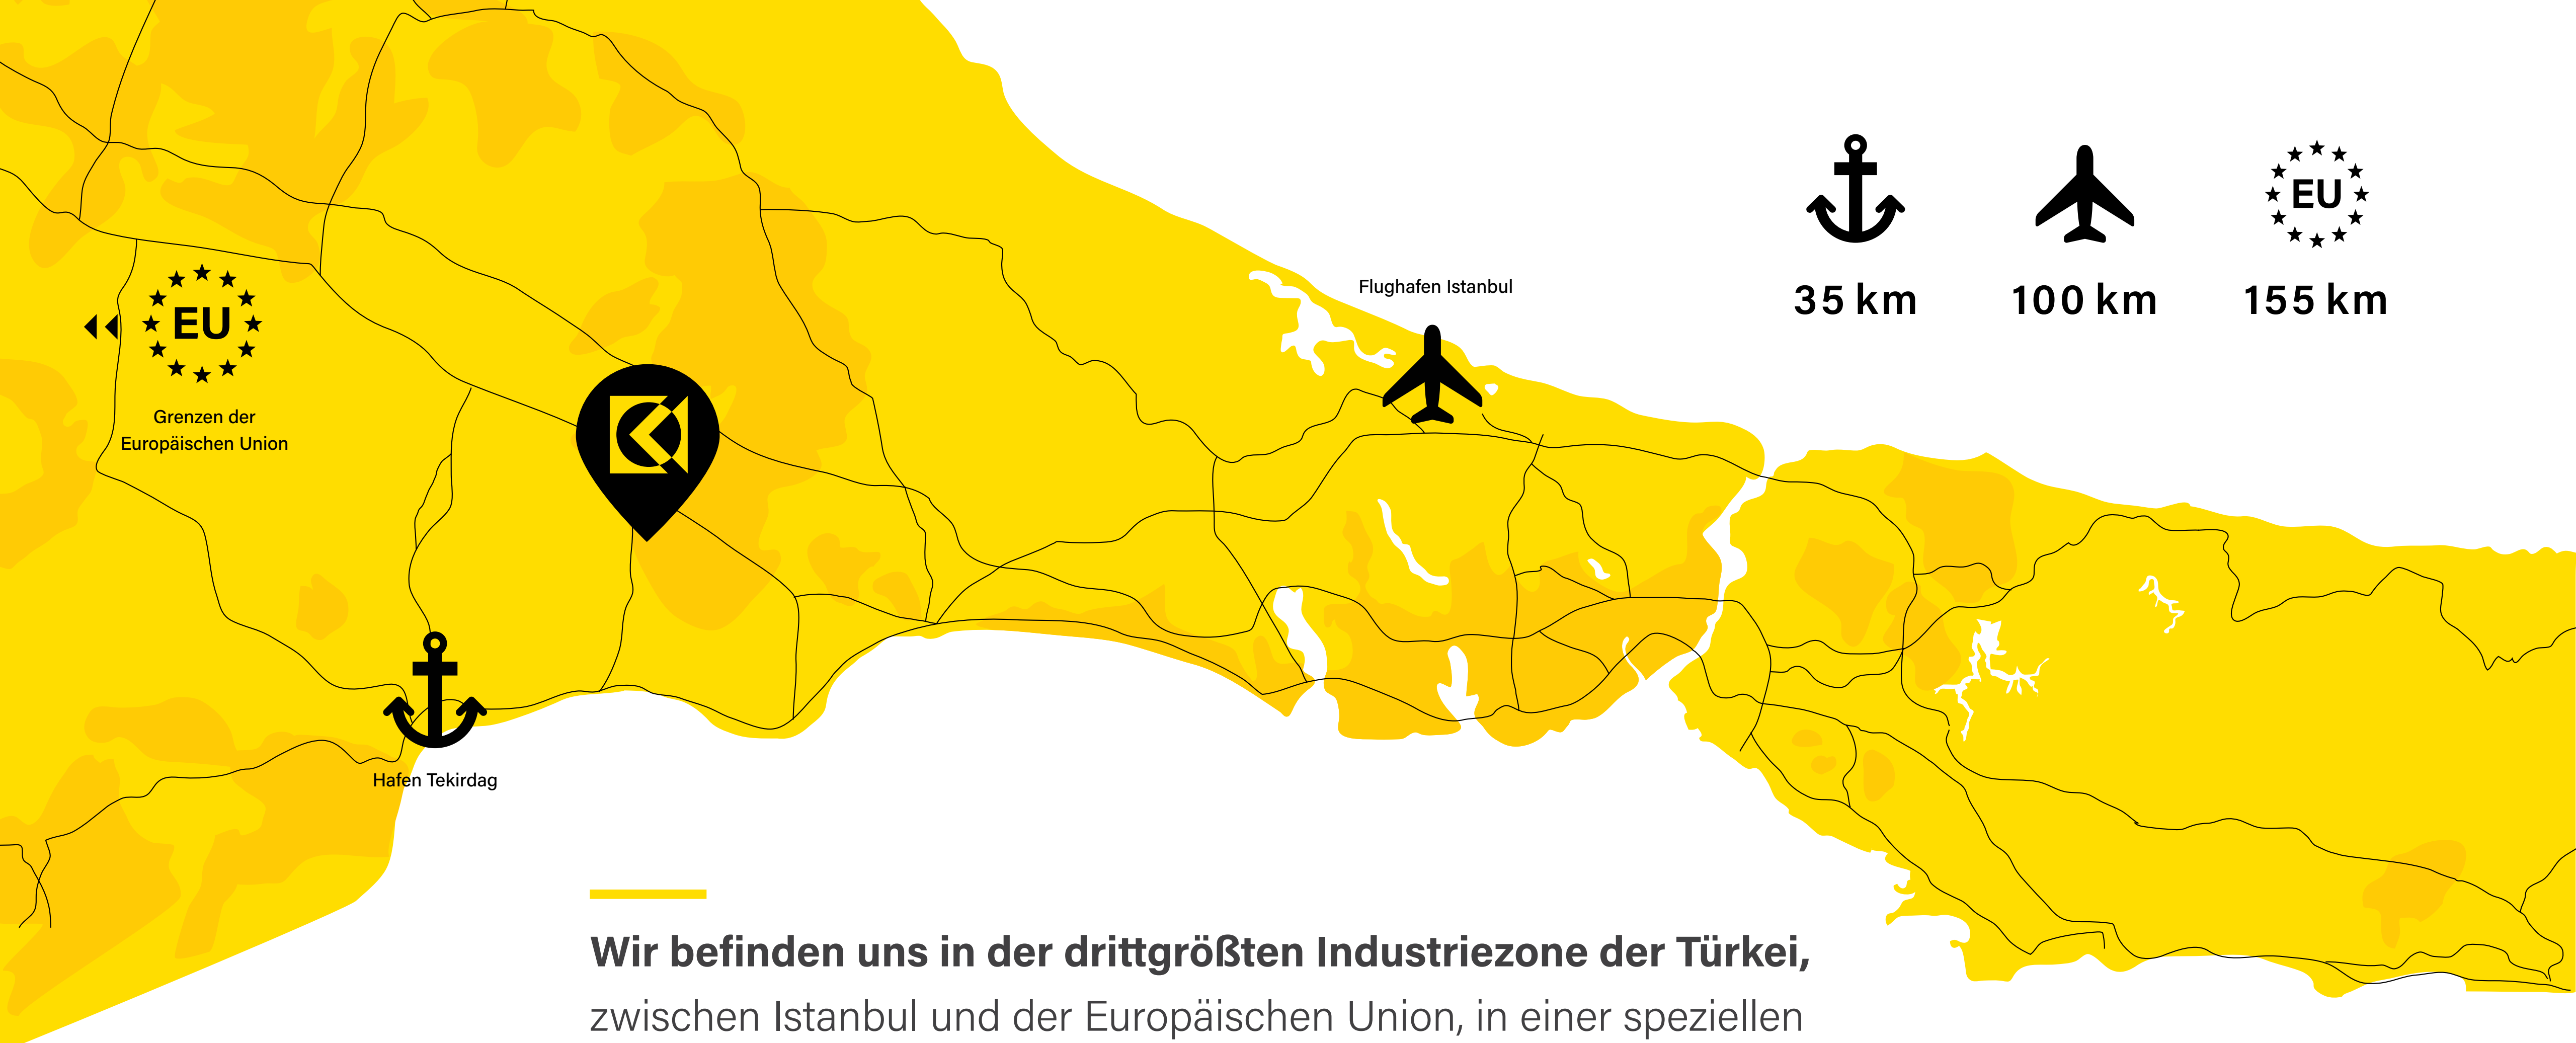 EU
35 km
100 km
155 km
Flughafen Istanbul
EU
Grenzen der
Europäischen Union
Hafen Tekirdag
Wir befinden uns in der drittgrößten Industriezone der Türkei,
zwischen Istanbul und der Europäischen Union, in einer speziellen